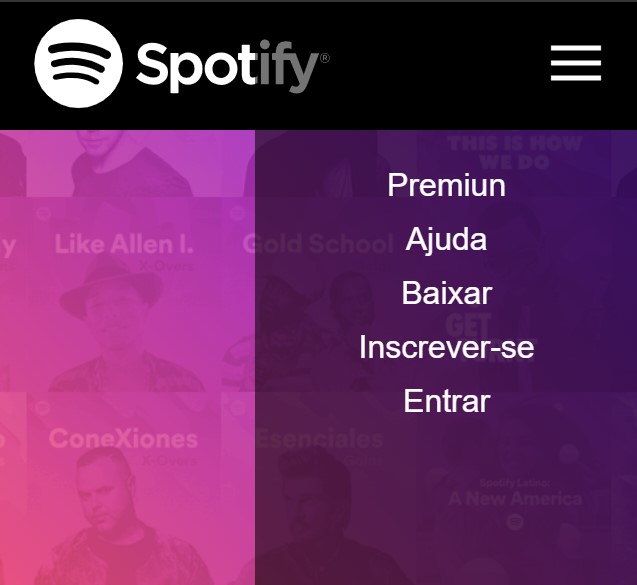 Spotify®
THIS IS HOW
WE DO
Premiun
y
Like Allen I.
X-Overs
Gold School
Ajuda
Baixar
GET
Inscrever-se
Entrar
ConeXiones
X-Overs
Esenciales
Spotify Latino:
A New America